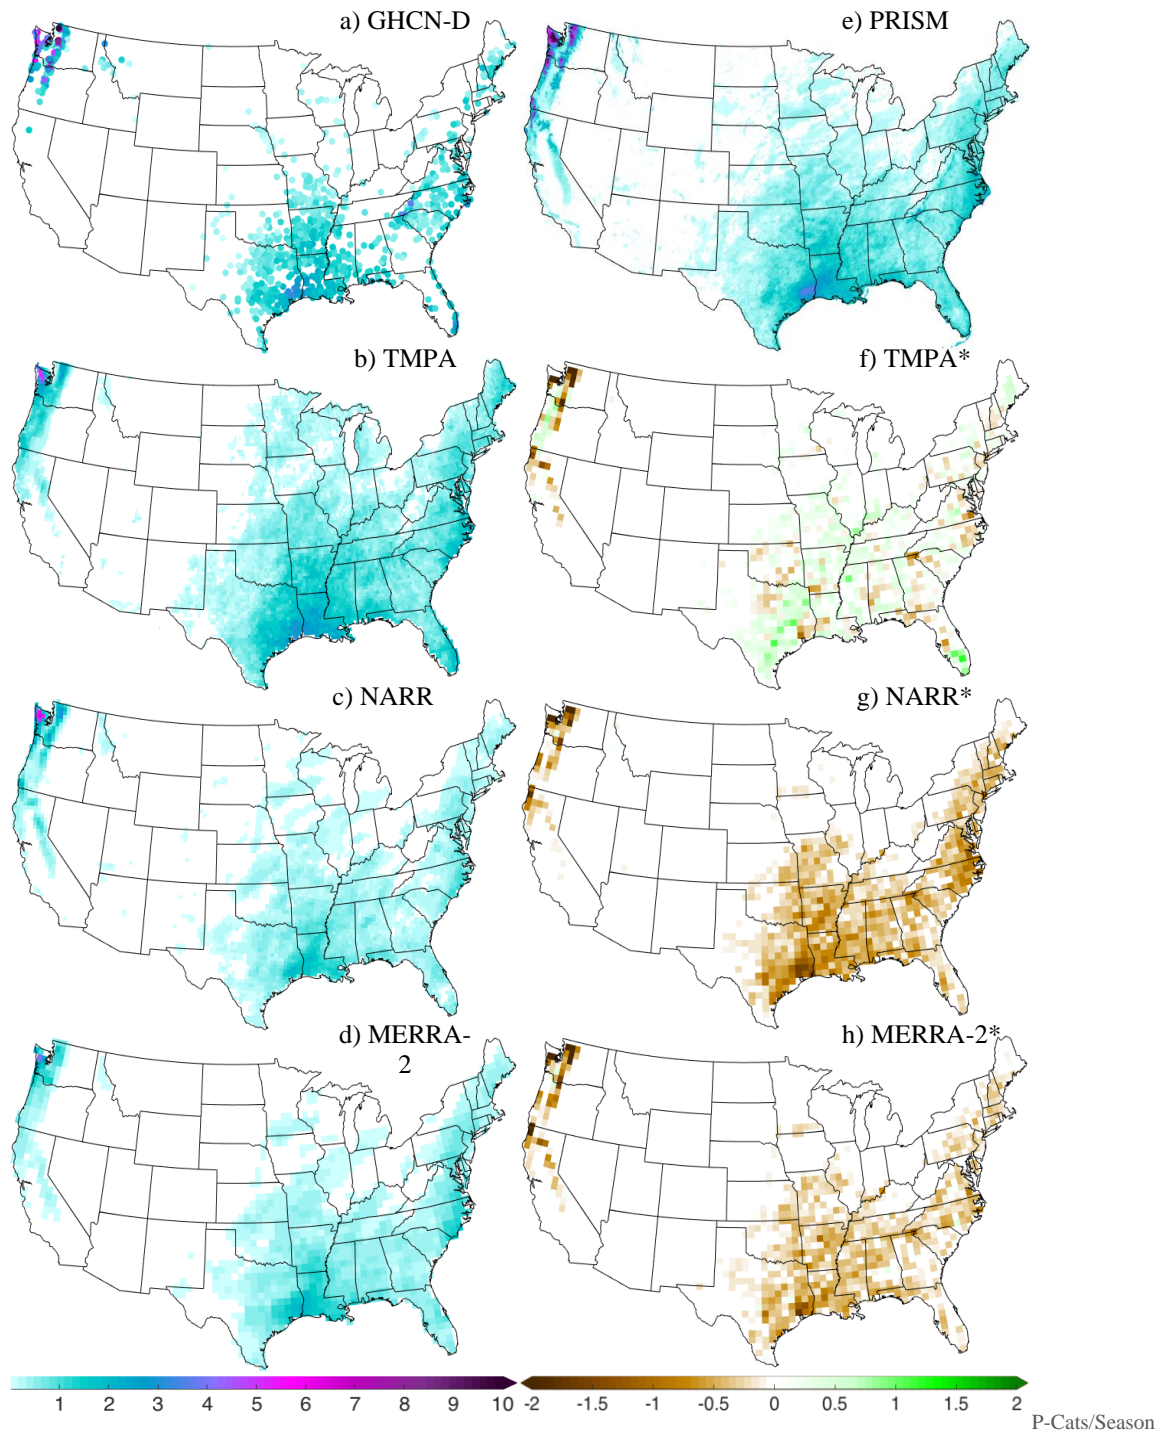 a) GHCN-D
e) PRISM
b) TMPA
f) TMPA*
c) NARR
g) NARR*
d) MERRA-
2
h) MERRA-2*
1 2 3 4 5 6 7 8 9 10
-2 -1.5 -1 -0.5 0 0.5 1 1.5 2
P-Cats/Season